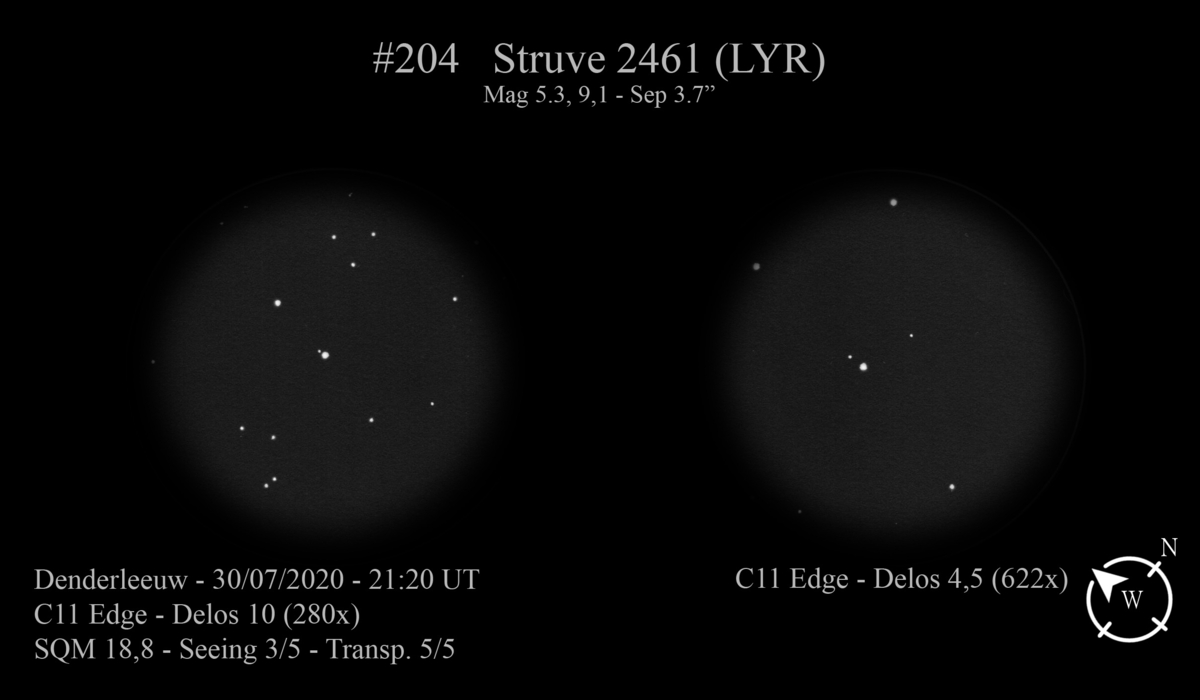 #204 Struve 2461 (LYR)
Mag 5.3, 9,1 - Sep 3.7”
Denderleeuw - 30/07/2020 - 21:20 UT
C11 Edge - Delos 10 (280x)
SQM 18,8 - Seeing 3/5 - Transp. 5/5
C11 Edge - Delos 4,5 (622x)
N
W